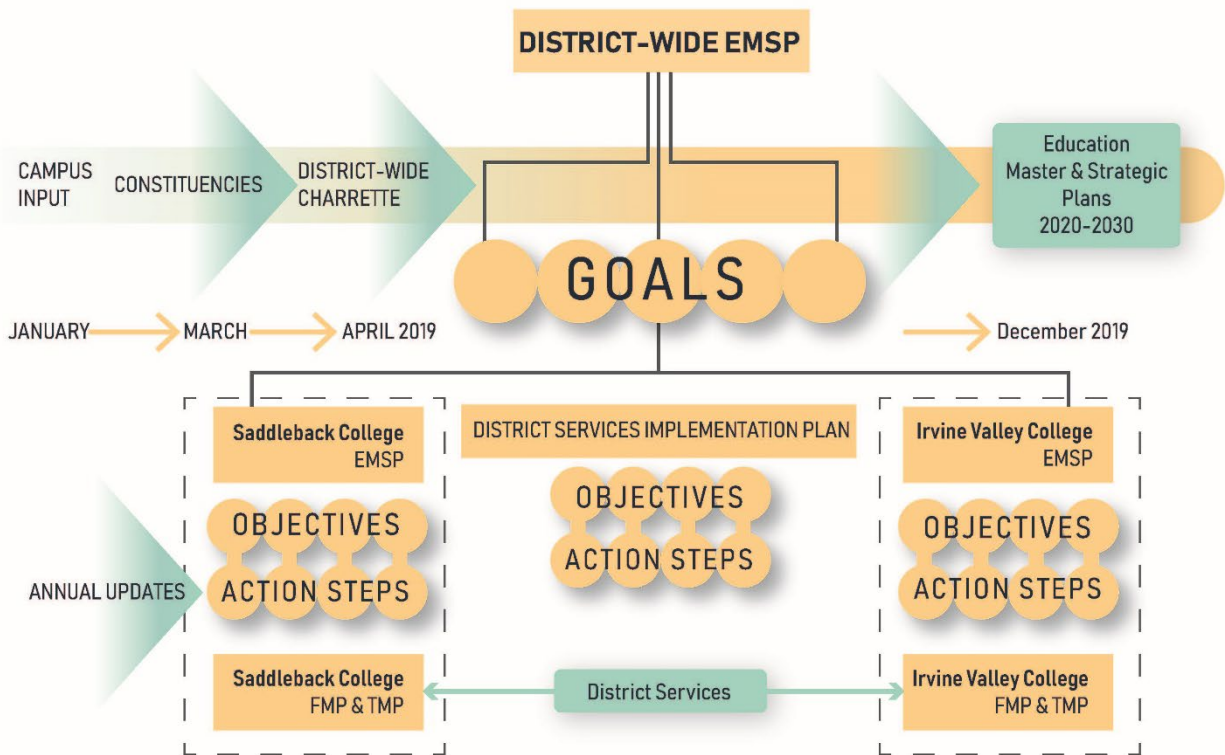 DISTRICT-WIDE EMSP
CAMPUS
INPUT
CONSTITUENCIES
DISTRICT-WIDE
CHARRETTE
Education
Master & Strategic
Plans
2020-2030
GOALS
JANUARY
MARCH
APRIL 2019
December 2019
Saddleback College
EMSP
DISTRICT SERVICES IMPLEMENTATION PLAN
Irvine Valley College
EMSP
OBJECTIVES
ACTION STEPS
OBJECTIVES
ACTION STEPS
OBJECTIVES
ACTION STEPS
ANNUAL UPDATES
Saddleback College
FMP & TMP
District Services
Irvine Valley College
FMP & TMP